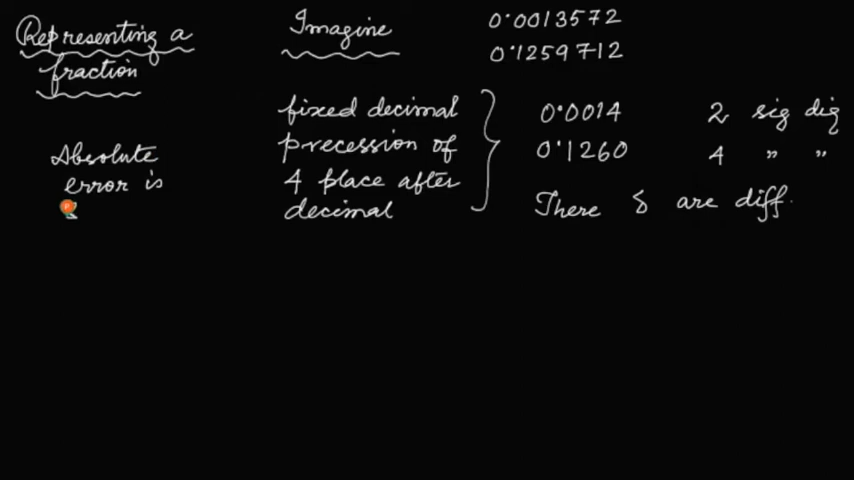 Representing a
fraction
Imagine
0.0013572
0.1259712
fixed decimal
precession of
4 place after
decimal
0.0014 2 sig dig
0.1260 4 " "
There δ are diff.
Absolute
error is